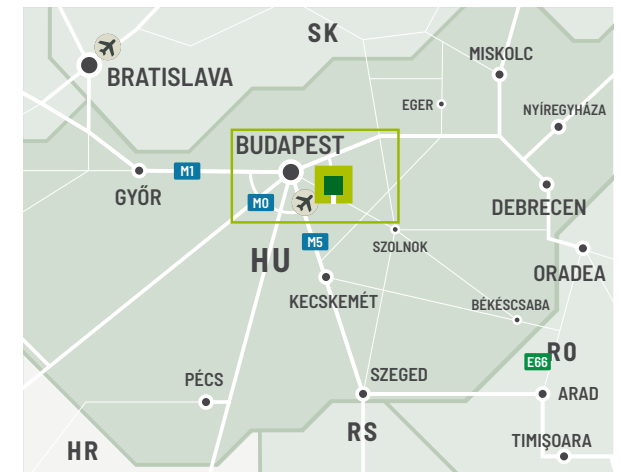 SK
MISKOLC
BRATISLAVA
EGER
NYÍREGYHÁZA
BUDAPEST
M1
GYŐR
M0
DEBRECEN
M5
SZOLNOK
HU
ORADEA
KECSKEMÉT
BÉKÉSCSABA
RO
E66
PÉCS
SZEGED
ARAD
RS
HR
TIMIŞOARA